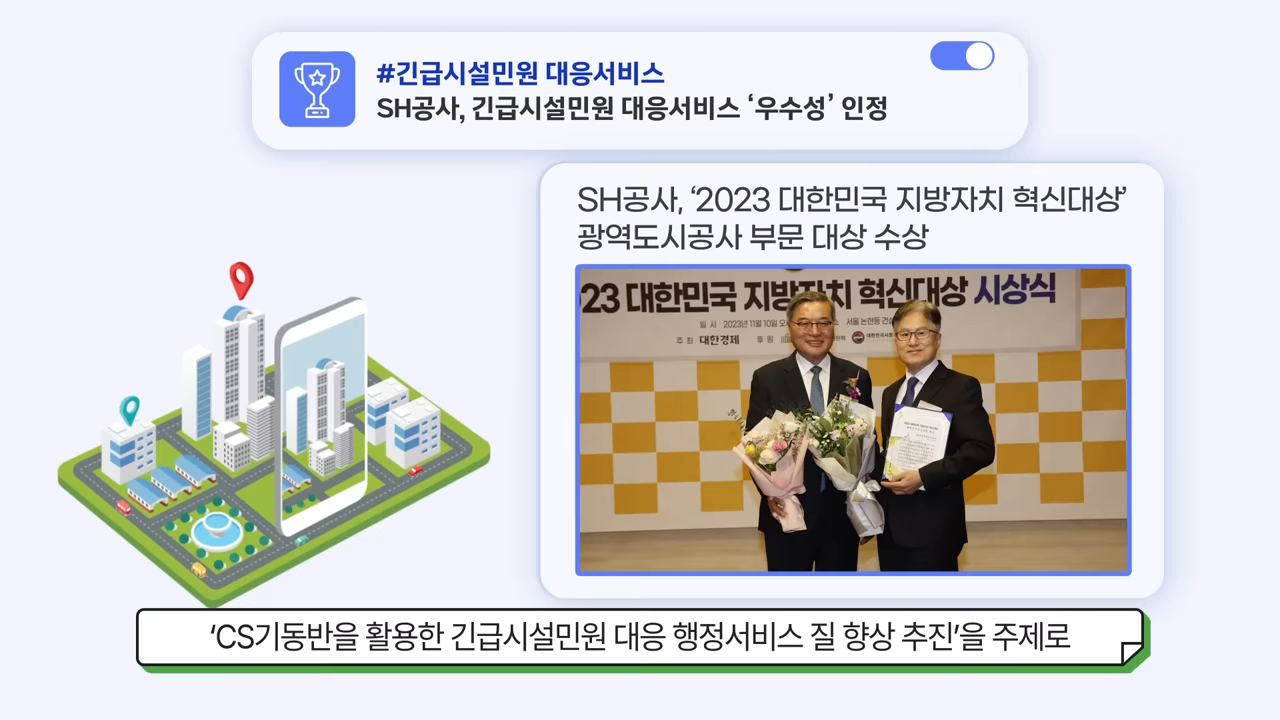 #긴급시설민원 대응서비스
SH공사, 긴급시설민원 대응서비스 ‘우수성’ 인정
SH공사, ‘2023 대한민국 지방자치 혁신대상’
광역도시공사 부문 대상 수상
023 대한민국 지방자치 혁신대상 시상식
일 시 2023년 11월 10일 서울 논현동
주 최 대한경제 후 원
‘CS기동반을 활용한 긴급시설민원 대응 행정서비스 질 향상 추진’을 주제로